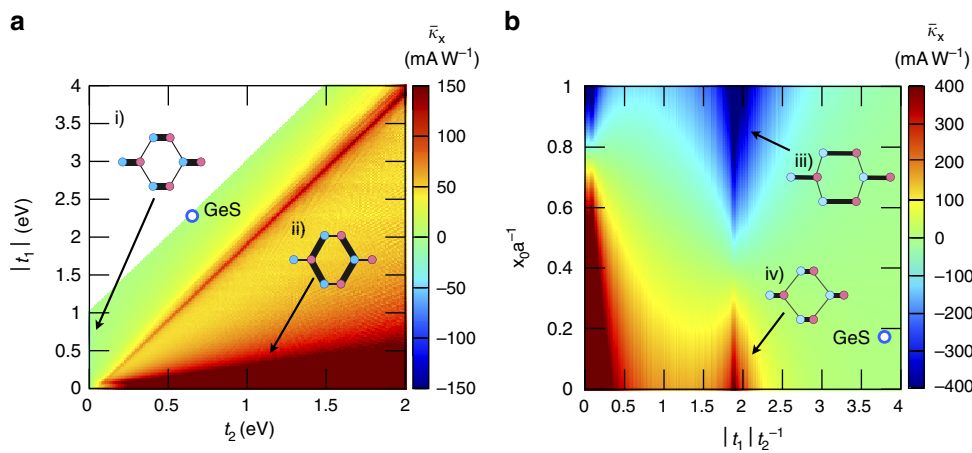 a
κ̄x
(mA W−1)
4
3.5
3
2.5
2
1.5
1
0.5
0
|t1| (eV)
i)
GeS
ii)
0
0.5
1
1.5
2
t2 (eV)
150
100
50
0
−50
−100
−150
b
κ̄x
(mA W−1)
1
0.8
0.6
0.4
0.2
0
x0a−1
iii)
iv)
GeS
0
0.5
1
1.5
2
2.5
3
3.5
4
|t1| t2−1
400
300
200
100
0
−100
−200
−300
−400